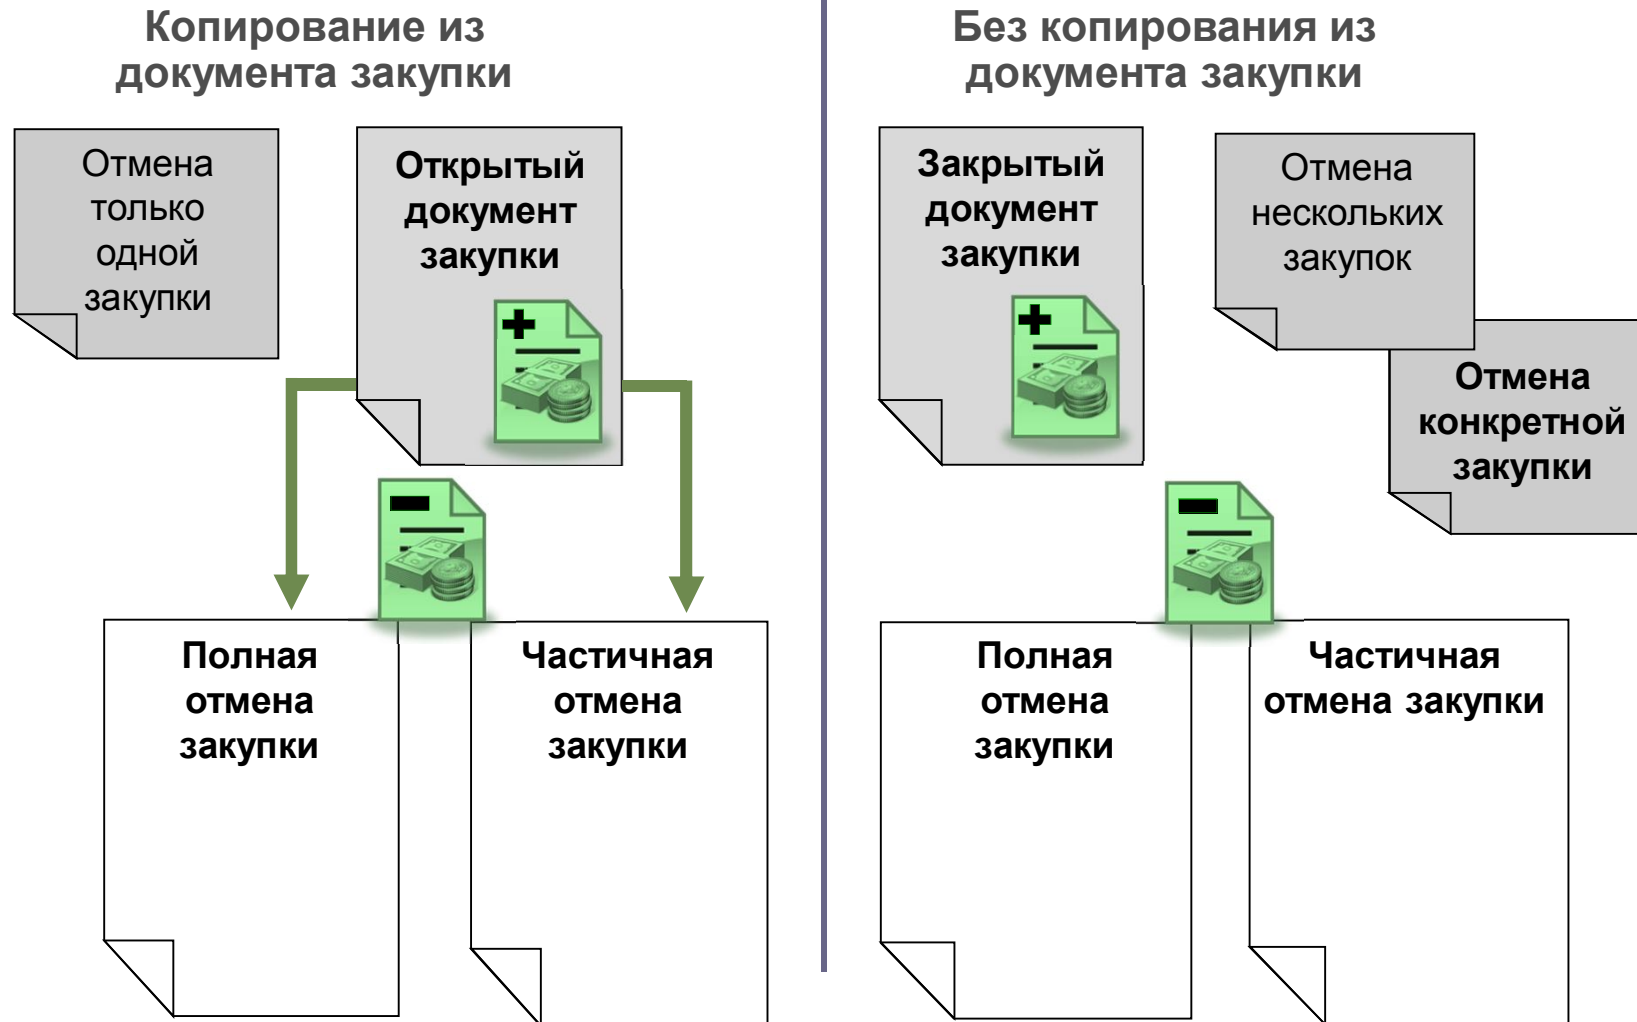 Копирование из
документа закупки
Отмена
только
одной
закупки
Открытый
документ
закупки
Полная
отмена
закупки
Частичная
отмена
закупки
Без копирования из
документа закупки
Закрытый
документ
закупки
Отмена
нескольких
закупок
Отмена
конкретной
закупки
Полная
отмена
закупки
Частичная
отмена закупки